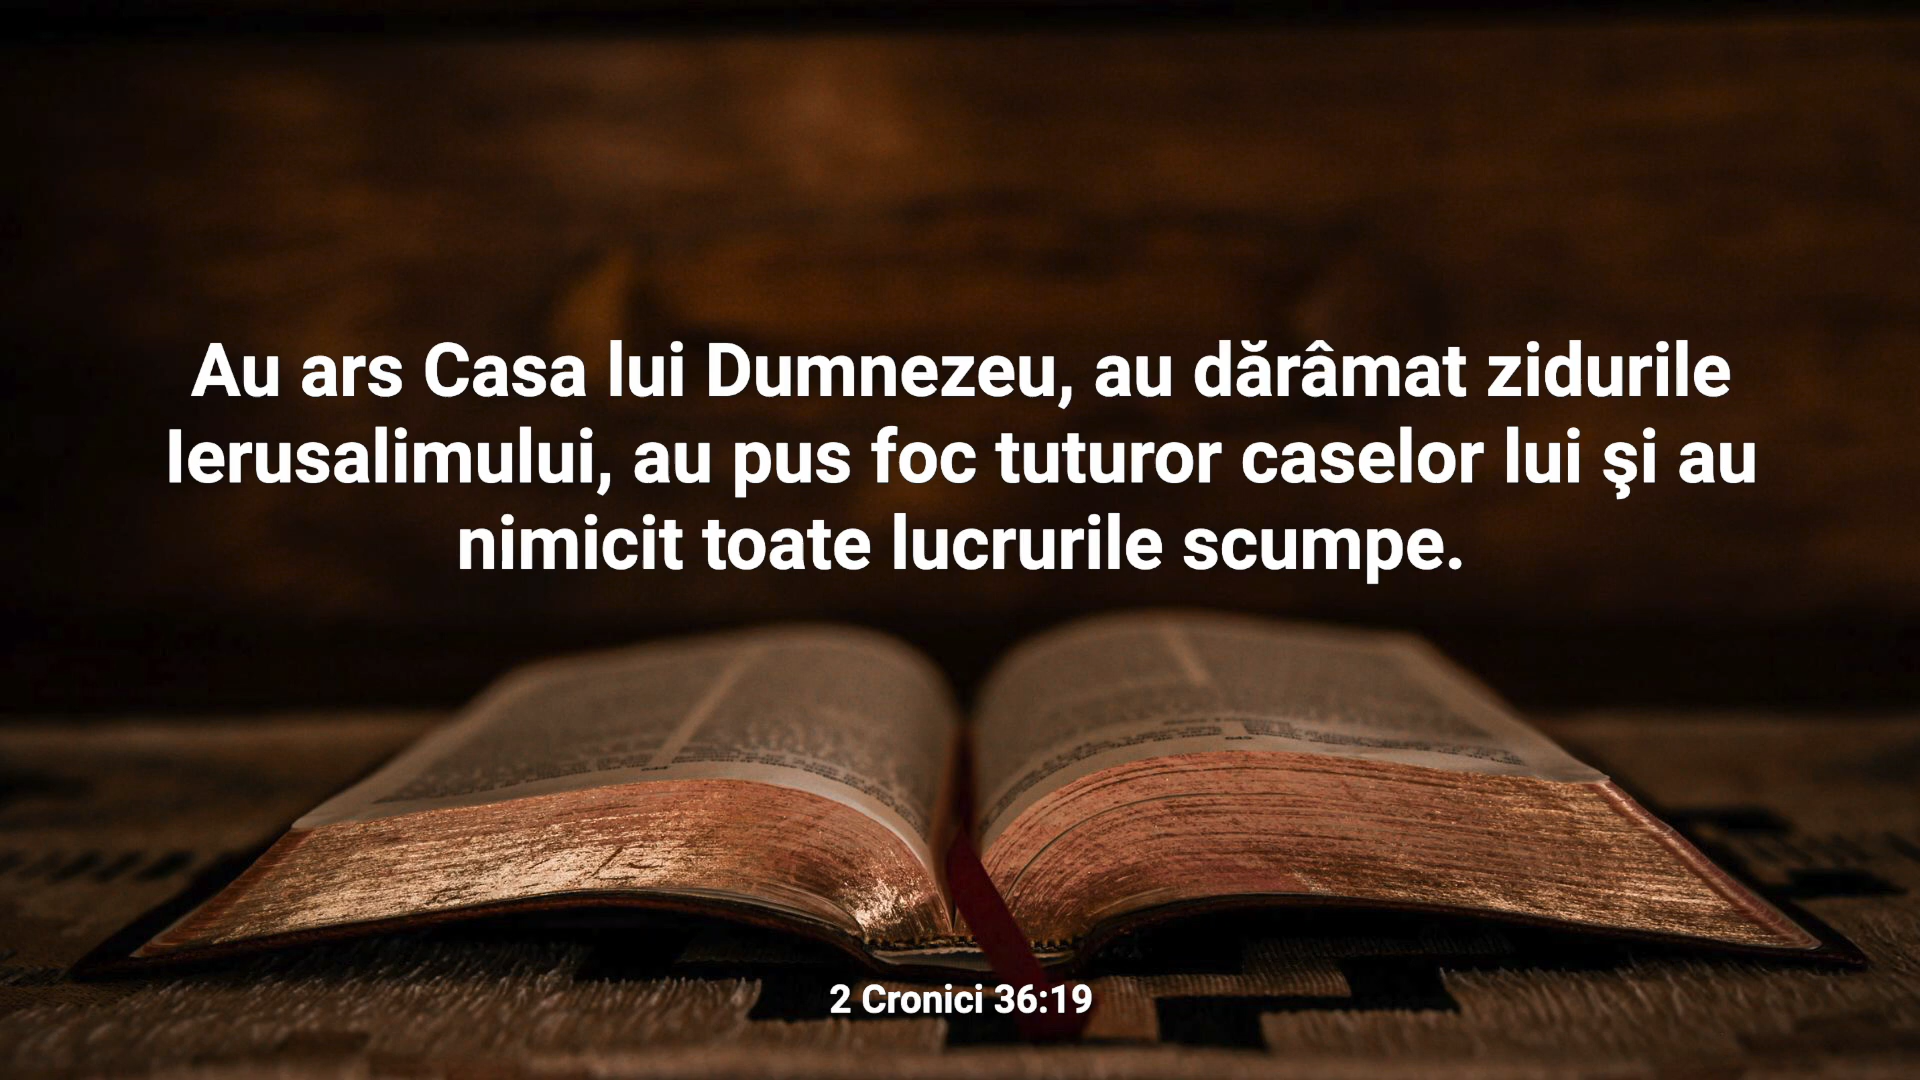 Au ars Casa lui Dumnezeu, au dărâmat zidurile
Ierusalimului, au pus foc tuturor caselor lui şi au
nimicit toate lucrurile scumpe.
2 Cronici 36:19